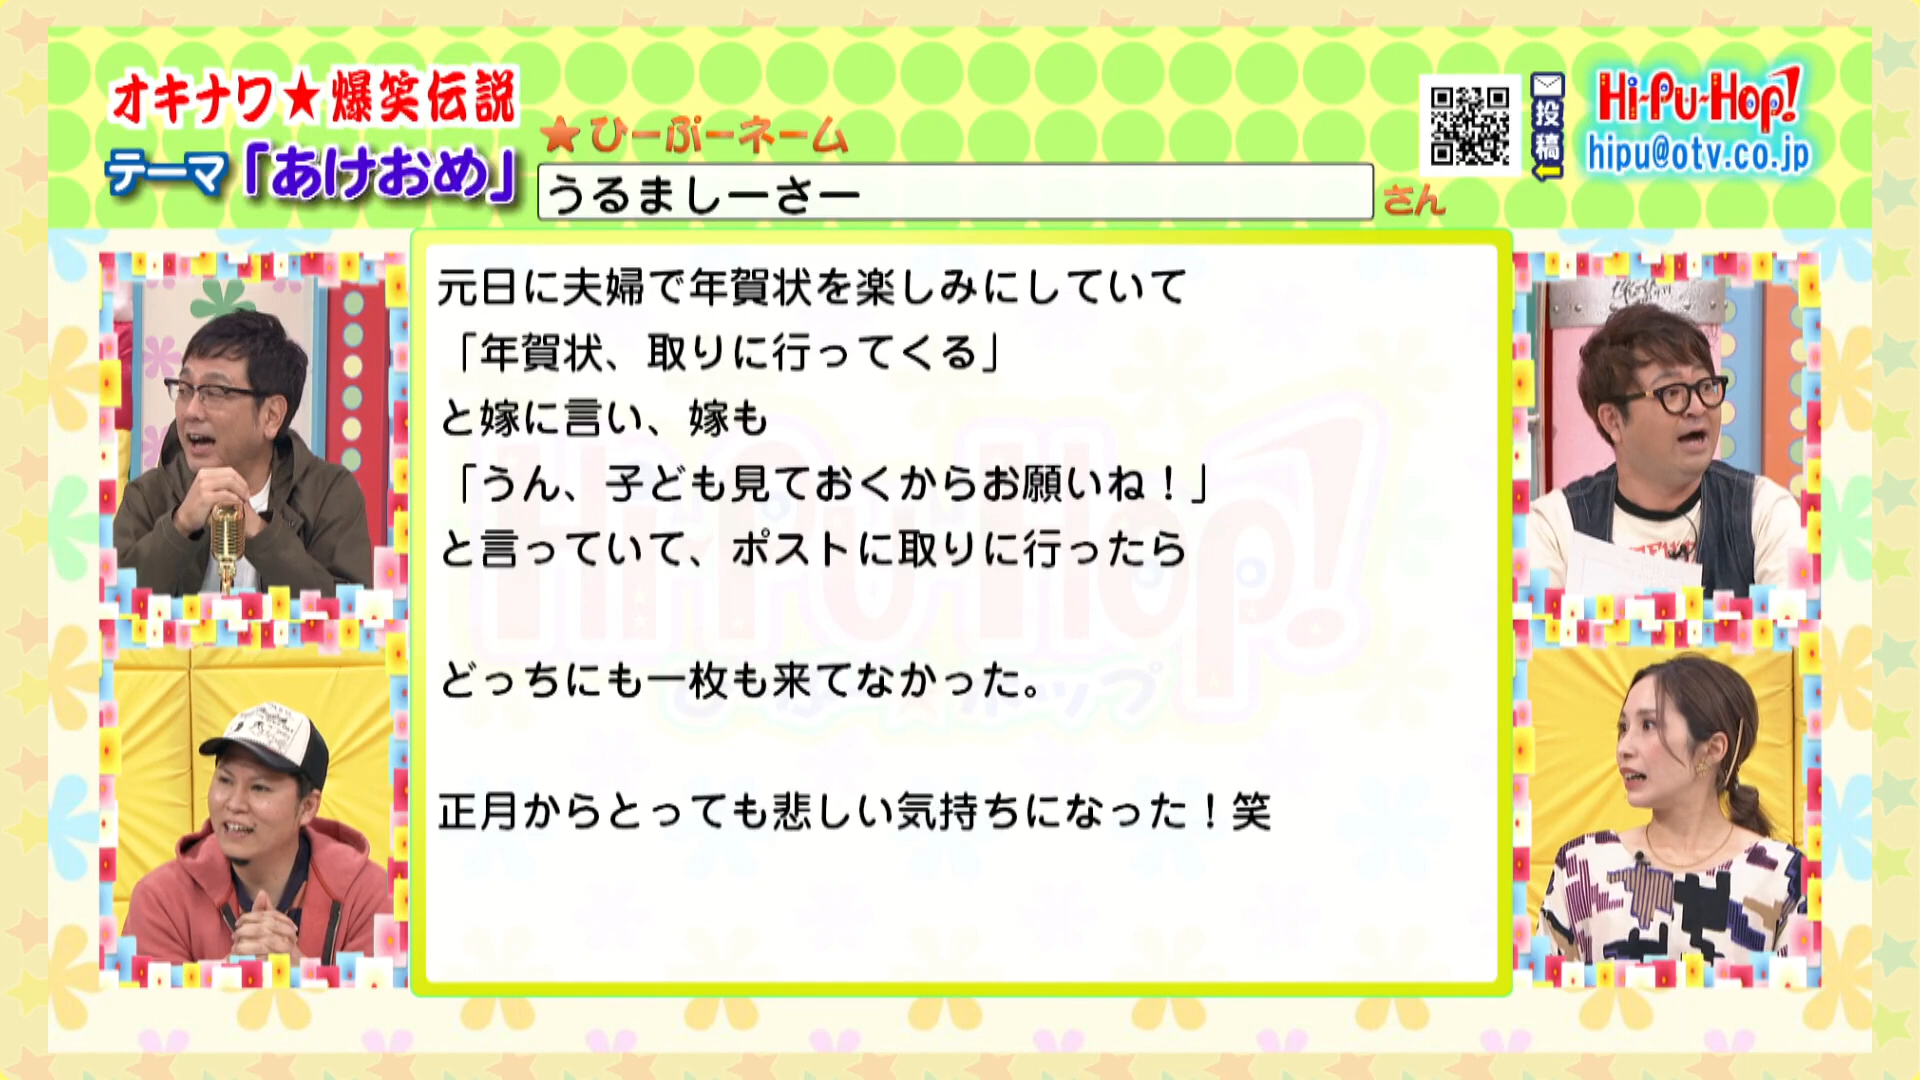 オキナワ★爆笑伝説
テーマ「あけおめ」
★ひーぷーネーム
うるましーさー
さん
投稿
Hi-Pu-Hop!
hipu@otv.co.jp
元日に夫婦で年賀状を楽しみにしていて
「年賀状、取りに行ってくる」
と嫁に言い、嫁も
「うん、子ども見ておくからお願いね！」
と言っていて、ポストに取りに行ったら
どっちにも一枚も来てなかった。
正月からとっても悲しい気持ちになった！笑
Hi-Pu-Hop!